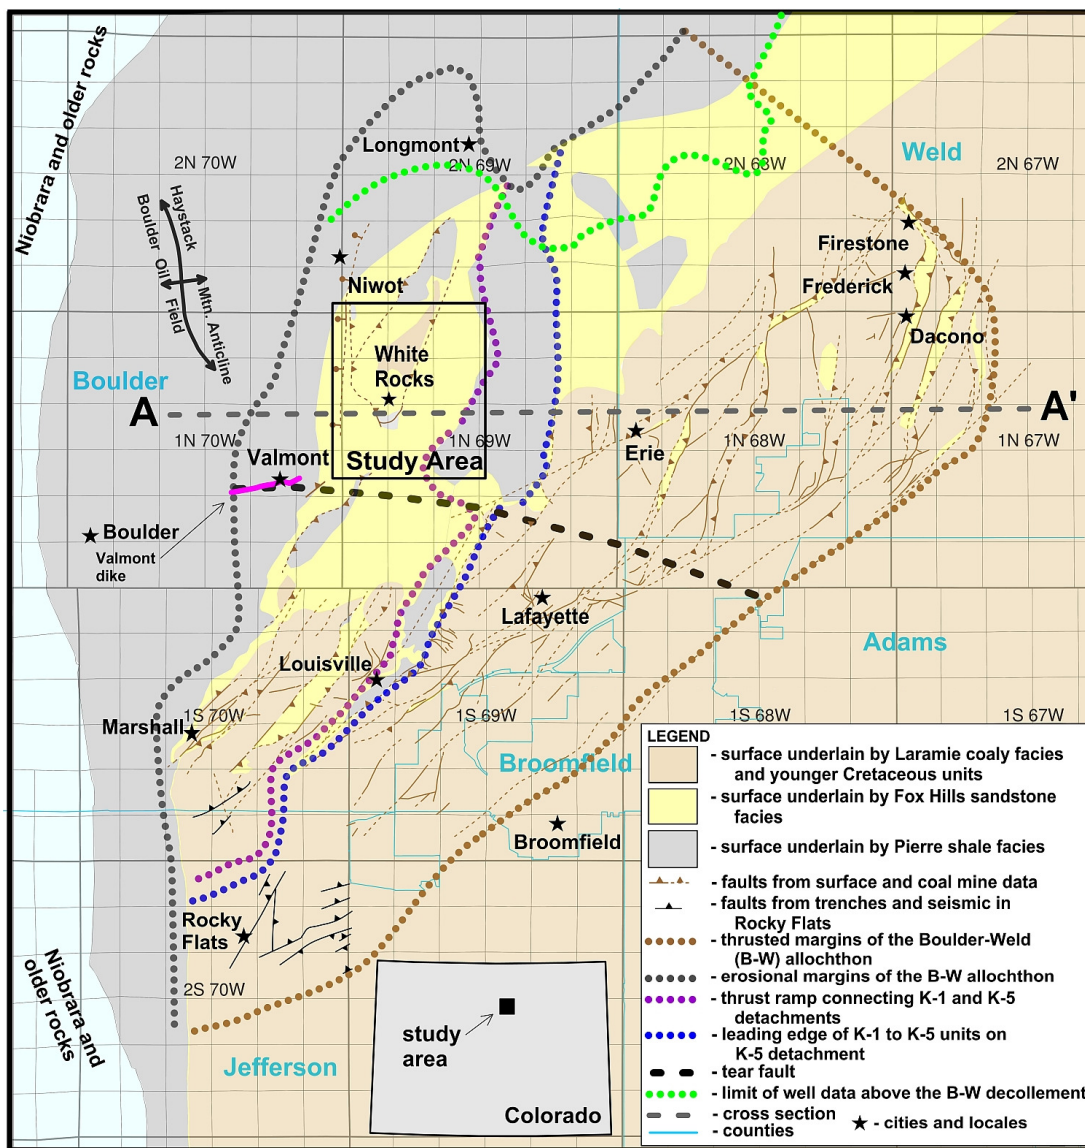 Niobrara and older rocks
Longmont
2N 70W
2N 69W
2N 63W
2N 67W
Weld
Haystack
Mtn. Anticline
Boulder Oil
Field
Firestone
Niwot
Frederick
Dacono
White
Rocks
Boulder
A
A'
1N 70W
1N 69W
1N 68W
1N 67W
Erie
Valmont
Study Area
Boulder
Valmont
dike
Lafayette
Adams
Louisville
Marshall
1S 70W
1S 69W
1S 68W
1S 67W
Broomfield
Broomfield
Rocky
Flats
Niobrara and
older rocks
2S 70W
study
area
Jefferson
Colorado
LEGEND
- surface underlain by Laramie coaly facies
and younger Cretaceous units
- surface underlain by Fox Hills sandstone
facies
- surface underlain by Pierre shale facies
- faults from surface and coal mine data
- faults from trenches and seismic in
Rocky Flats
- thrusted margins of the Boulder-Weld
(B-W) allochthon
- erosional margins of the B-W allochthon
- thrust ramp connecting K-1 and K-5
detachments
- leading edge of K-1 to K-5 units on
K-5 detachment
- tear fault
- limit of well data above the B-W decollement
- cross section
- counties
- cities and locales